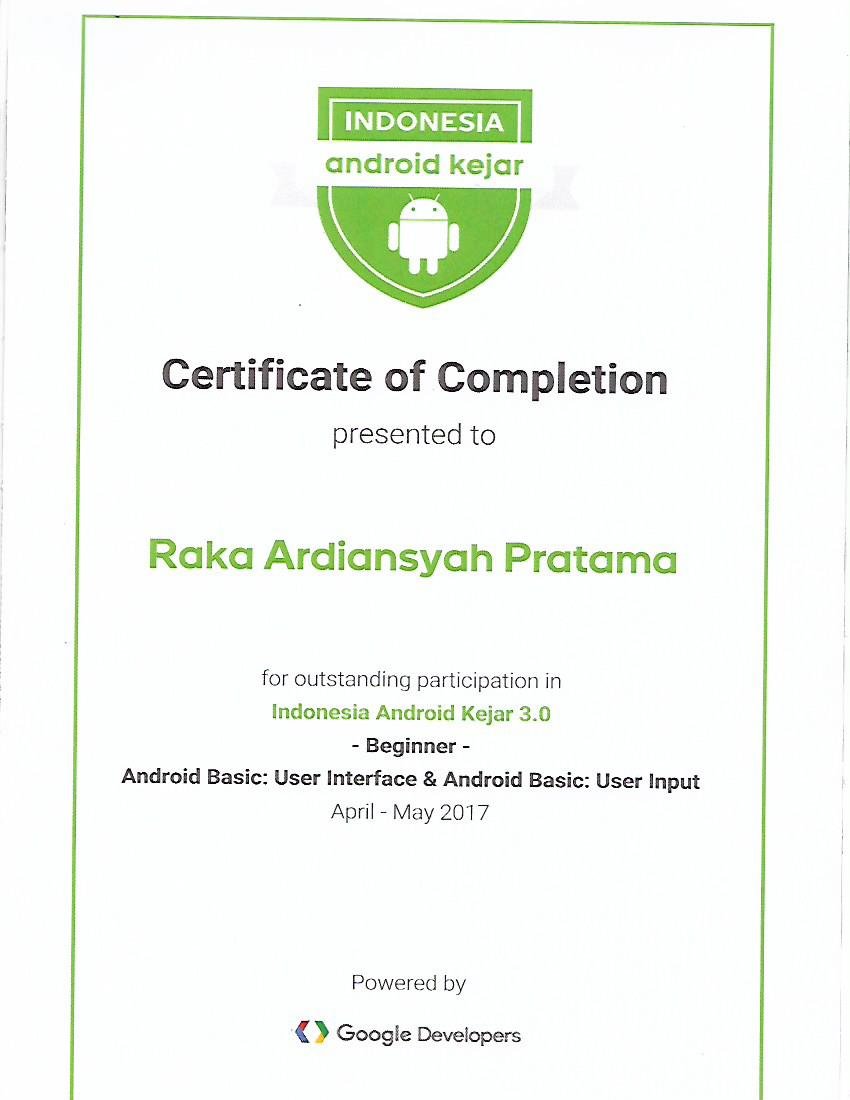 INDONESIA
android kejar
Certificate of Completion
presented to
Raka Ardiansyah Pratama
for outstanding participation in
Indonesia Android Kejar 3.0
- Beginner -
Android Basic: User Interface & Android Basic: User Input
April - May 2017
Powered by
Google Developers